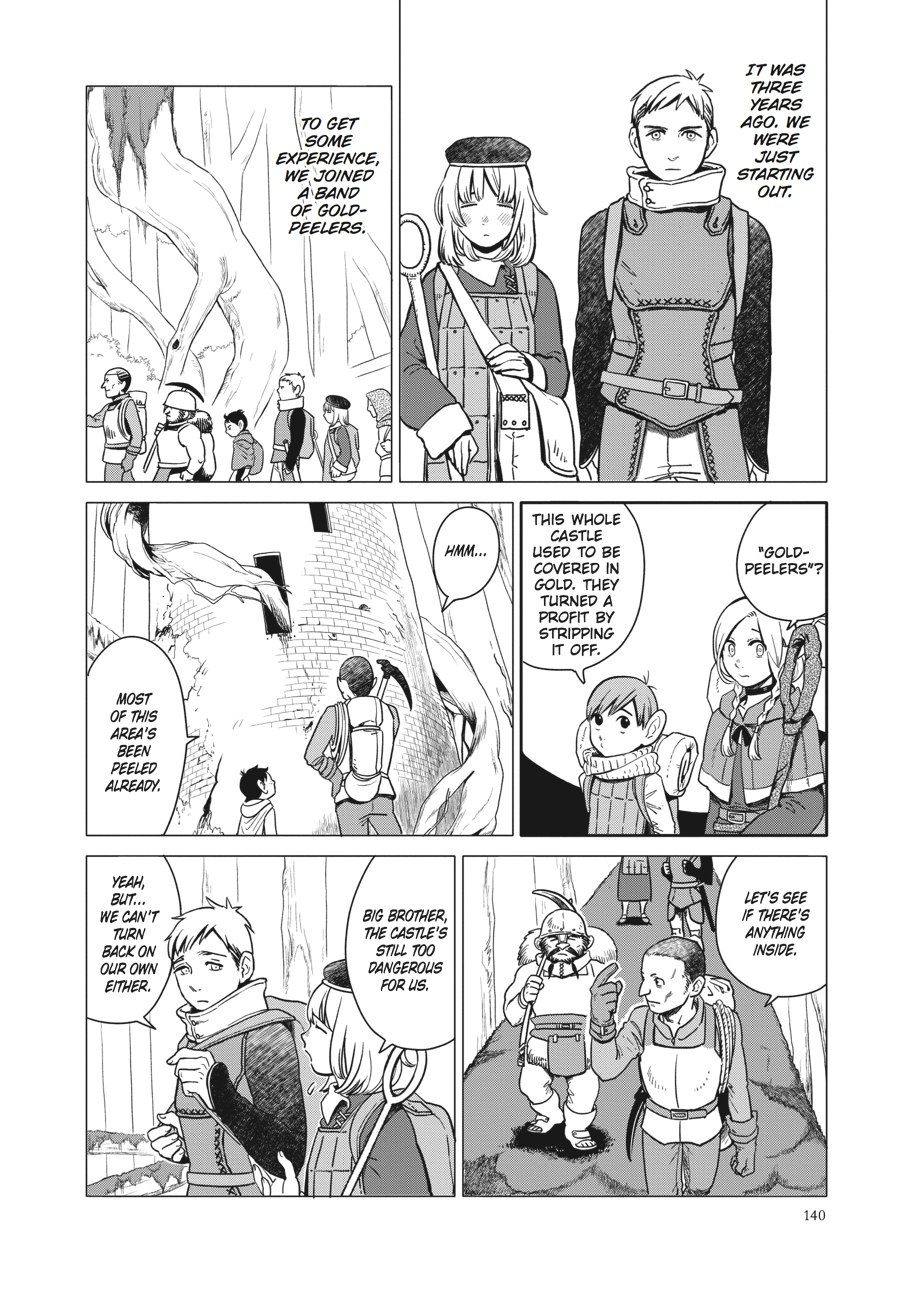 IT WAS
THREE
YEARS
AGO. WE
WERE
JUST
STARTING
OUT.
TO GET
SOME
EXPERIENCE,
WE JOINED
A BAND
OF GOLD-
PEELERS.
"GOLD-
PEELERS"?
THIS WHOLE
CASTLE
USED TO BE
COVERED IN
GOLD. THEY
TURNED A
PROFIT BY
STRIPPING
IT OFF.
HMM...
MOST
OF THIS
AREA'S
BEEN
PEELED
ALREADY.
LET'S SEE
IF THERE'S
ANYTHING
INSIDE.
BIG BROTHER,
THE CASTLE'S
STILL TOO
DANGEROUS
FOR US.
YEAH,
BUT...
WE CAN'T
TURN
BACK ON
OUR OWN
EITHER.
140